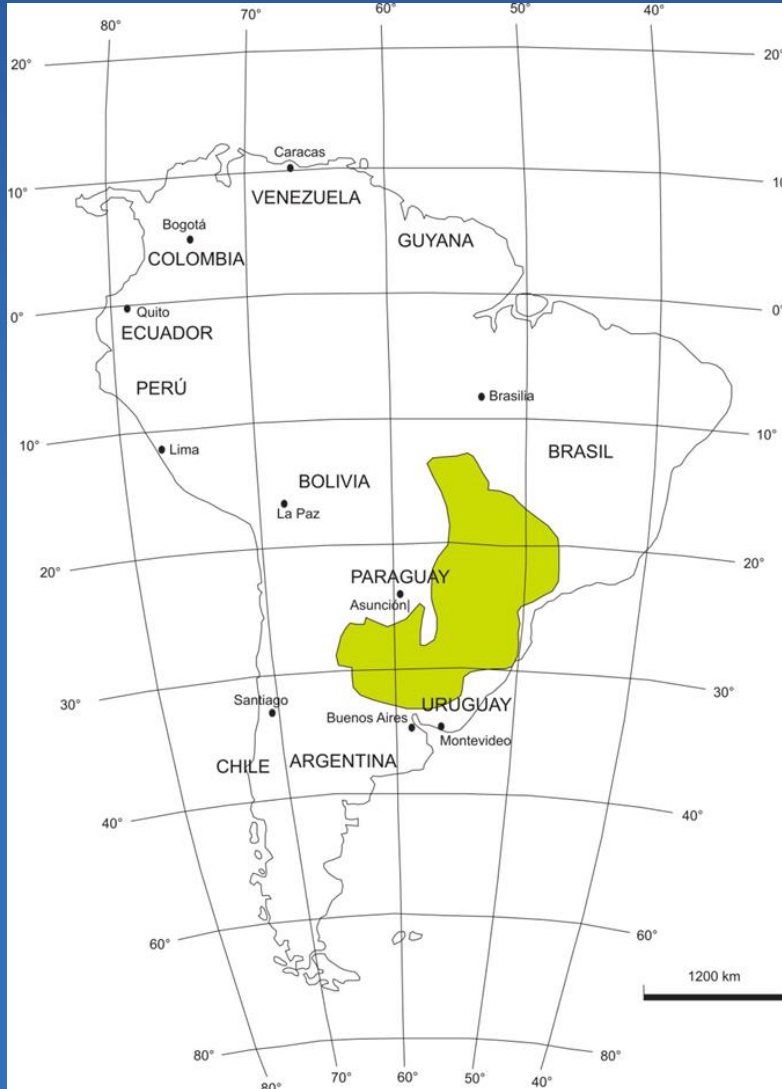 80°
70°
60°
50°
40°
20°
20°
Caracas
10°
10
VENEZUELA
Bogotá
GUYANA
COLOMBIA
0°
Quito
0°
ECUADOR
PERÚ
Brasilia
10°
Lima
10°
BRASIL
BOLIVIA
La Paz
20°
20°
PARAGUAY
Asunción|
30°
30°
Santiago
URUGUAY
Buenos Aires
Montevideo
CHILE
ARGENTINA
40°
40°
60°
60°
1200 km
80°
80°
80°
70°
60°
50°
40°